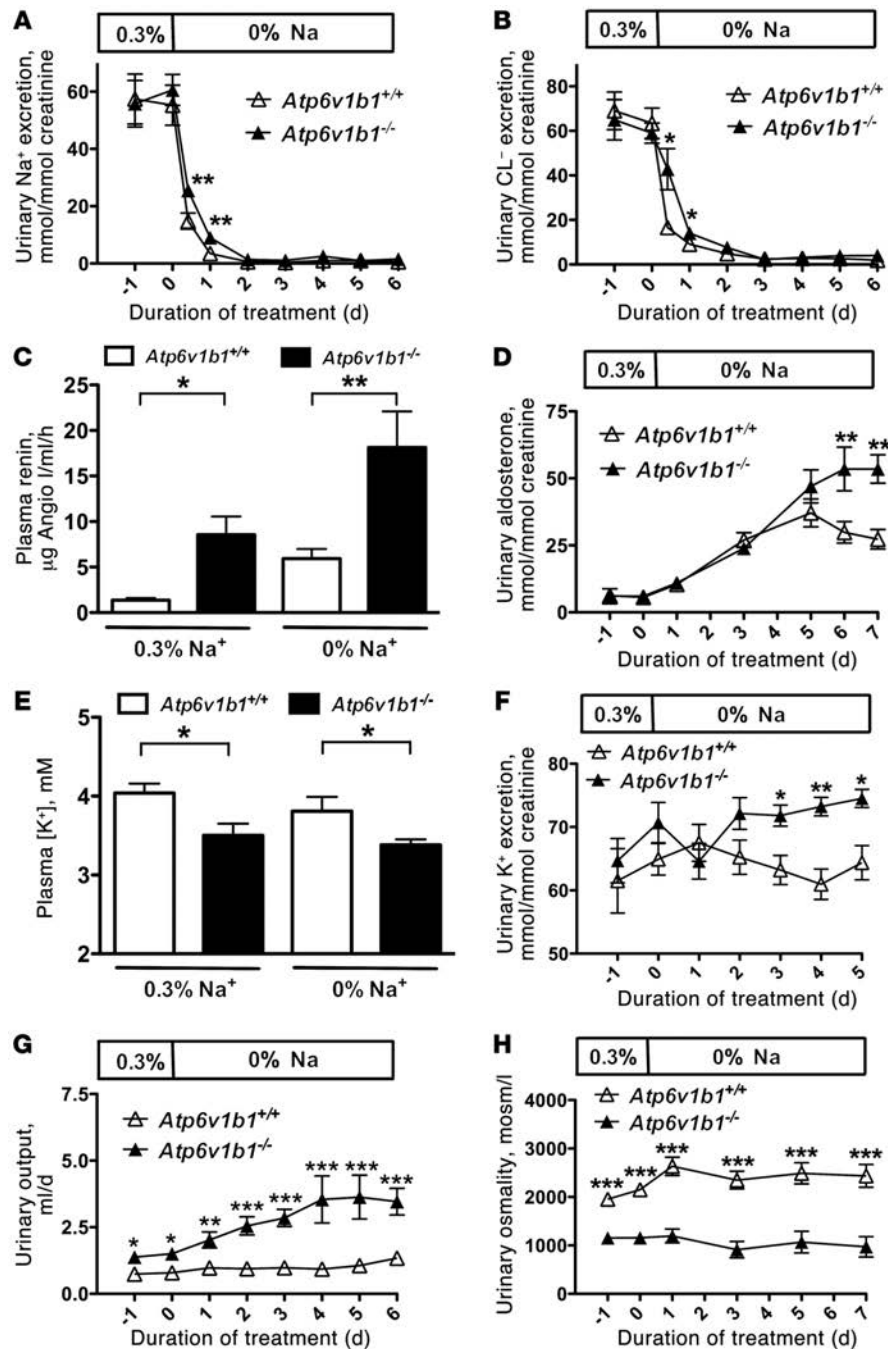 A
0.3%
0% Na
Urinary Na⁺ excretion,
mmol/mmol creatinine
60
40
20
0
Atp6v1b1⁺/⁺
Atp6v1b1⁻/⁻
**
**
-1
0
1
2
3
4
5
6
Duration of treatment (d)
B
0.3%
0% Na
Urinary CL⁻ excretion,
mmol/mmol creatinine
80
60
40
20
0
Atp6v1b1⁺/⁺
Atp6v1b1⁻/⁻
*
*
-1
0
1
2
3
4
5
6
Duration of treatment (d)
C
Atp6v1b1⁺/⁺
Atp6v1b1⁻/⁻
Plasma renin,
µg Angio I/ml/h
25
20
15
10
5
0
*
**
0.3% Na⁺
0% Na⁺
D
0.3%
0% Na
Urinary aldosterone,
mmol/mmol creatinine
75
50
25
0
Atp6v1b1⁺/⁺
Atp6v1b1⁻/⁻
**
**
-1
0
1
2
3
4
5
6
7
Duration of treatment (d)
E
Atp6v1b1⁺/⁺
Atp6v1b1⁻/⁻
Plasma [K⁺], mM
5
4
3
2
*
*
0.3% Na⁺
0% Na⁺
F
0.3%
0% Na
Urinary K⁺ excretion,
mmol/mmol creatinine
80
70
60
50
Atp6v1b1⁺/⁺
Atp6v1b1⁻/⁻
*
**
*
-1
0
1
2
3
4
5
Duration of treatment (d)
G
0.3%
0% Na
Urinary output,
ml/d
7.5
5.0
2.5
0.0
Atp6v1b1⁺/⁺
Atp6v1b1⁻/⁻
*
*
**
***
***
***
***
***
-1
0
1
2
3
4
5
6
Duration of treatment (d)
H
0.3%
0% Na
Urinary osmality, mosm/l
4000
3000
2000
1000
0
Atp6v1b1⁺/⁺
Atp6v1b1⁻/⁻
***
***
***
***
***
***
-1
0
1
2
3
4
5
6
7
Duration of treatment (d)